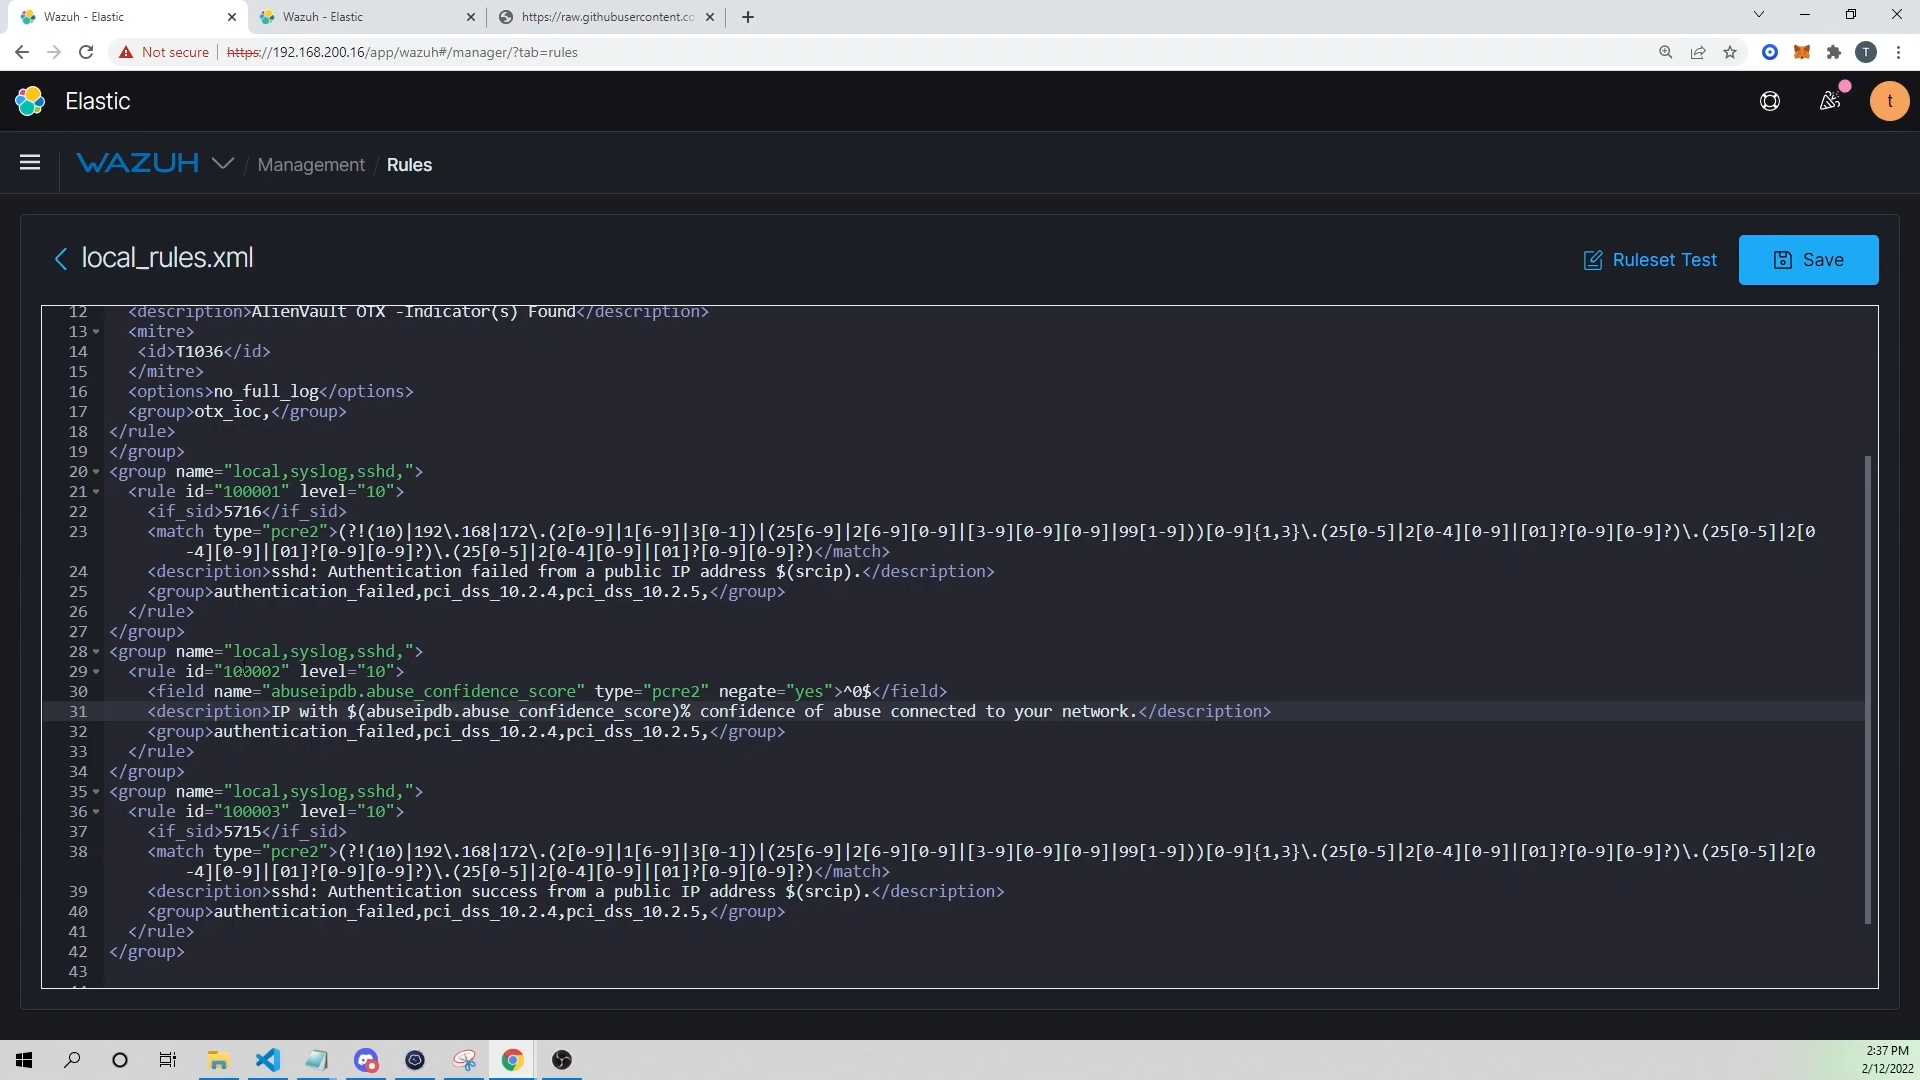 Wazuh - Elastic
Wazuh - Elastic
https://raw.githubusercontent.co
Not secure
https://192.168.200.16/app/wazuh#/manager/?tab=rules
T
Elastic
t
WAZUH / Management / Rules
local_rules.xml
Ruleset Test
Save
12 <description>AlienVault OTX -Indicator(s) Found</description>
13 <mitre>
14 <id>T1036</id>
15 </mitre>
16 <options>no_full_log</options>
17 <group>otx_ioc,</group>
18 </rule>
19 </group>
20 <group name="local,syslog,sshd,">
21 <rule id="100001" level="10">
22 <if_sid>5716</if_sid>
23 <match type="pcre2">(?!(10)|192\.168|172\.(2[0-9]|1[6-9]|3[0-1])|(25[6-9]|2[6-9][0-9]|[3-9][0-9][0-9]|99[1-9]))[0-9]{1,3}\.(25[0-5]|2[0-4][0-9]|[01]?[0-9][0-9]?)\.(25[0-5]|2[0
-4][0-9]|[01]?[0-9][0-9]?)\.(25[0-5]|2[0-4][0-9]|[01]?[0-9][0-9]?)</match>
24 <description>sshd: Authentication failed from a public IP address $(srcip).</description>
25 <group>authentication_failed,pci_dss_10.2.4,pci_dss_10.2.5,</group>
26 </rule>
27 </group>
28 <group name="local,syslog,sshd,">
29 <rule id="100002" level="10">
30 <field name="abuseipdb.abuse_confidence_score" type="pcre2" negate="yes">^0$</field>
31 <description>IP with $(abuseipdb.abuse_confidence_score)% confidence of abuse connected to your network.</description>
32 <group>authentication_failed,pci_dss_10.2.4,pci_dss_10.2.5,</group>
33 </rule>
34 </group>
35 <group name="local,syslog,sshd,">
36 <rule id="100003" level="10">
37 <if_sid>5715</if_sid>
38 <match type="pcre2">(?!(10)|192\.168|172\.(2[0-9]|1[6-9]|3[0-1])|(25[6-9]|2[6-9][0-9]|[3-9][0-9][0-9]|99[1-9]))[0-9]{1,3}\.(25[0-5]|2[0-4][0-9]|[01]?[0-9][0-9]?)\.(25[0-5]|2[0
-4][0-9]|[01]?[0-9][0-9]?)\.(25[0-5]|2[0-4][0-9]|[01]?[0-9][0-9]?)</match>
39 <description>sshd: Authentication success from a public IP address $(srcip).</description>
40 <group>authentication_failed,pci_dss_10.2.4,pci_dss_10.2.5,</group>
41 </rule>
42 </group>
43
2:37 PM
2/12/2022